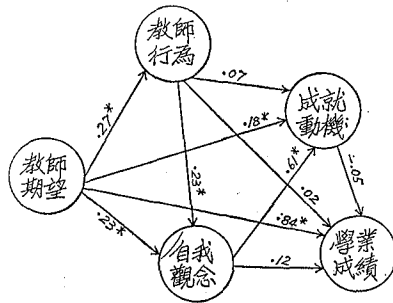 教師
行為
.07
成就
動機
.27*
.18*
教師
期望
.23*
.61*
.02
-.05
.84*
.23*
自我
觀念
.12
學業
成績